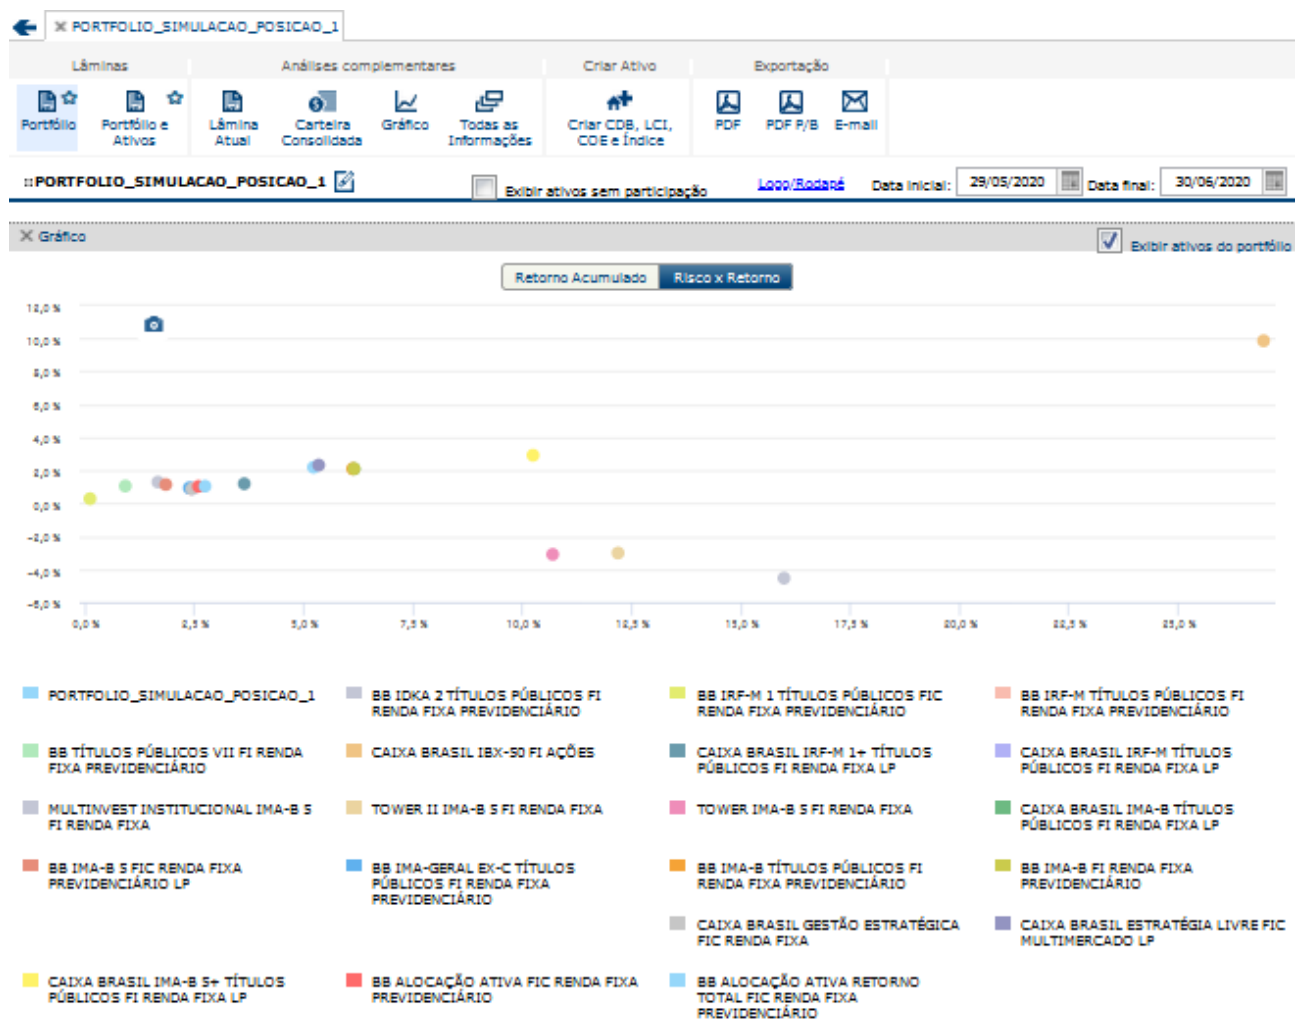 PORTFOLIO_SIMULACAO_POSICAO_1
Lâminas
Análises complementares
Criar Ativo
Exportação
Portfólio
Portfólio e Ativos
Lâmina Atual
Carteira Consolidada
Gráfico
Todas as Informações
Criar CDB, LCI, COE e Índice
PDF
PDF P/B
E-mail
::PORTFOLIO_SIMULACAO_POSICAO_1
Exibir ativos sem participação
Logo/Rodapé
Data Inicial: 29/05/2020
Data final: 30/06/2020
Gráfico
Exibir ativos do portfólio
Retorno Acumulado
Risco x Retorno
12,0 %
10,0 %
8,0 %
6,0 %
4,0 %
2,0 %
0,0 %
-2,0 %
-4,0 %
-6,0 %
0,0 %
2,5 %
5,0 %
7,5 %
10,0 %
12,5 %
15,0 %
17,5 %
20,0 %
22,5 %
25,0 %
PORTFOLIO_SIMULACAO_POSICAO_1
BB IDKA 2 TÍTULOS PÚBLICOS FI
RENDA FIXA PREVIDENCIÁRIO
BB IRF-M 1 TÍTULOS PÚBLICOS FIC
RENDA FIXA PREVIDENCIÁRIO
BB IRF-M TÍTULOS PÚBLICOS FI
RENDA FIXA PREVIDENCIÁRIO
BB TÍTULOS PÚBLICOS VII FI RENDA
FIXA PREVIDENCIÁRIO
CAIXA BRASIL IBX-50 FI AÇÕES
CAIXA BRASIL IRF-M 1+ TÍTULOS
PÚBLICOS FI RENDA FIXA LP
CAIXA BRASIL IRF-M TÍTULOS
PÚBLICOS FI RENDA FIXA LP
MULTINVEST INSTITUCIONAL IMA-B 5
FI RENDA FIXA
TOWER II IMA-B 5 FI RENDA FIXA
TOWER IMA-B 5 FI RENDA FIXA
CAIXA BRASIL IMA-B TÍTULOS
PÚBLICOS FI RENDA FIXA LP
BB IMA-B 5 FIC RENDA FIXA
PREVIDENCIÁRIO LP
BB IMA-GERAL EX-C TÍTULOS
PÚBLICOS FI RENDA FIXA
PREVIDENCIÁRIO
BB IMA-B TÍTULOS PÚBLICOS FI
RENDA FIXA PREVIDENCIÁRIO
BB IMA-B FI RENDA FIXA
PREVIDENCIÁRIO
CAIXA BRASIL GESTÃO ESTRATÉGICA
FIC RENDA FIXA
CAIXA BRASIL ESTRATÉGIA LIVRE FIC
MULTIMERCADO LP
CAIXA BRASIL IMA-B 5+ TÍTULOS
PÚBLICOS FI RENDA FIXA LP
BB ALOCAÇÃO ATIVA FIC RENDA FIXA
PREVIDENCIÁRIO
BB ALOCAÇÃO ATIVA RETORNO
TOTAL FIC RENDA FIXA
PREVIDENCIÁRIO